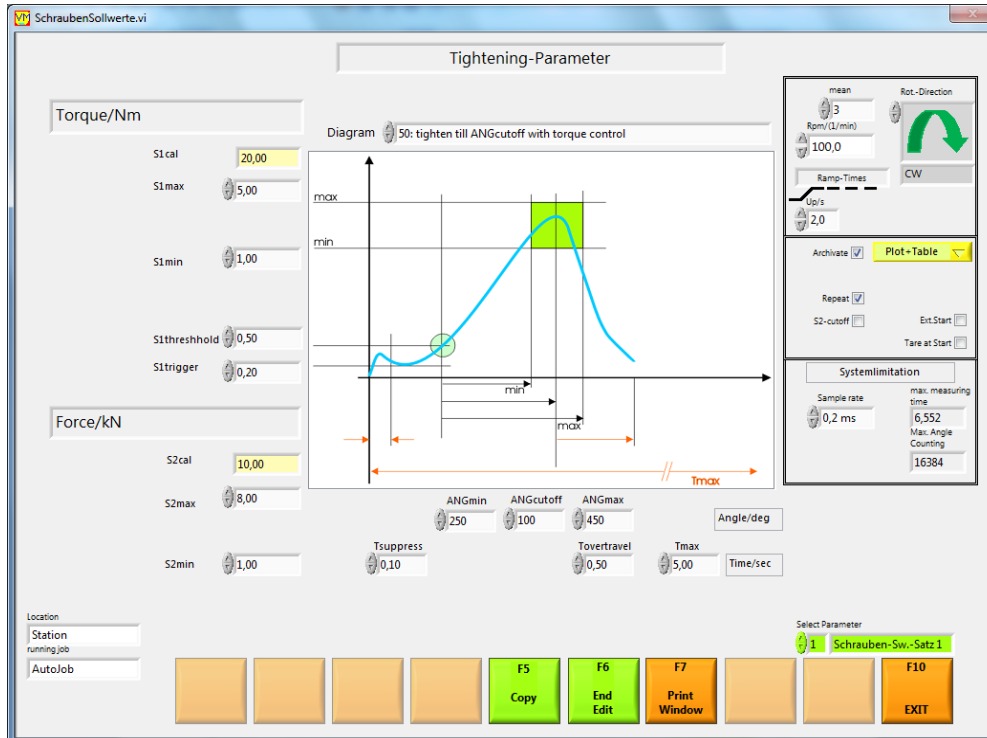 VM SchraubenSollwerte.vi
Tightening-Parameter
Torque/Nm
S1cal 20,00
S1max 5,00
S1min 1,00
S1threshhold 0,50
S1trigger 0,20
Force/kN
S2cal 10,00
S2max 8,00
S2min 1,00
Diagram 50: tighten till ANGcutoff with torque control
max
min
min
max
Tmax
ANGmin ANGcutoff ANGmax
250 100 450 Angle/deg
Tsuppress Tovertravel Tmax
0,10 0,50 5,00 Time/sec
mean Rot.-Direction
3
Rpm/(1/min)
100,0
Ramp-Times CW
Up/s
2,0
Archivate Plot+Table
Repeat
S2-cutoff Ext.Start
Tare at Start
Systemlimitation
Sample rate max. measuring
time
0,2 ms 6,552
Max. Angle
Counting
16384
Location
Station
running job
AutoJob
Select Parameter
1 Schrauben-Sw.-Satz 1
F5 F6 F7 F10
Copy End
Edit Print
Window EXIT